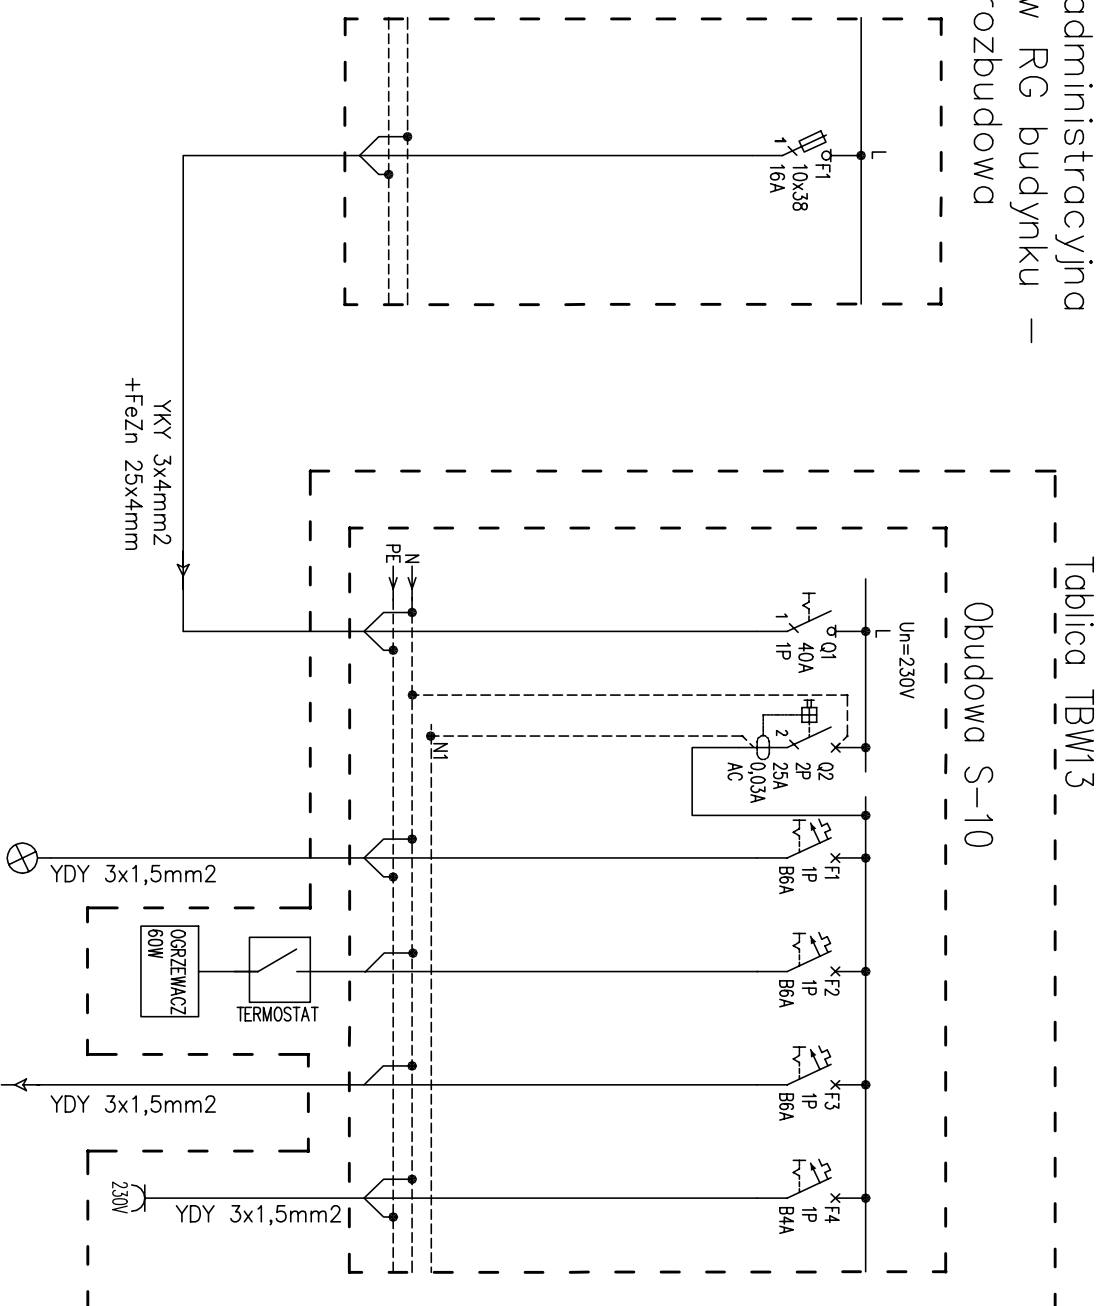 administracyjna
w RG budynku –
rozbudowa
L
F1
10x38
16A
1
YKY 3x4mm2
+FeZn 25x4mm
Tablica TBW13
Obudowa S-10
Un=230V
L
Q1
40A
1P
1
N
PE
Q2
2P
25A
0,03A
AC
2
N1
F1
1P
B6A
YDY 3x1,5mm2
F2
1P
B6A
TERMOSTAT
OGRZEWACZ
60W
F3
1P
B6A
YDY 3x1,5mm2
F4
1P
B4A
YDY 3x1,5mm2
230V